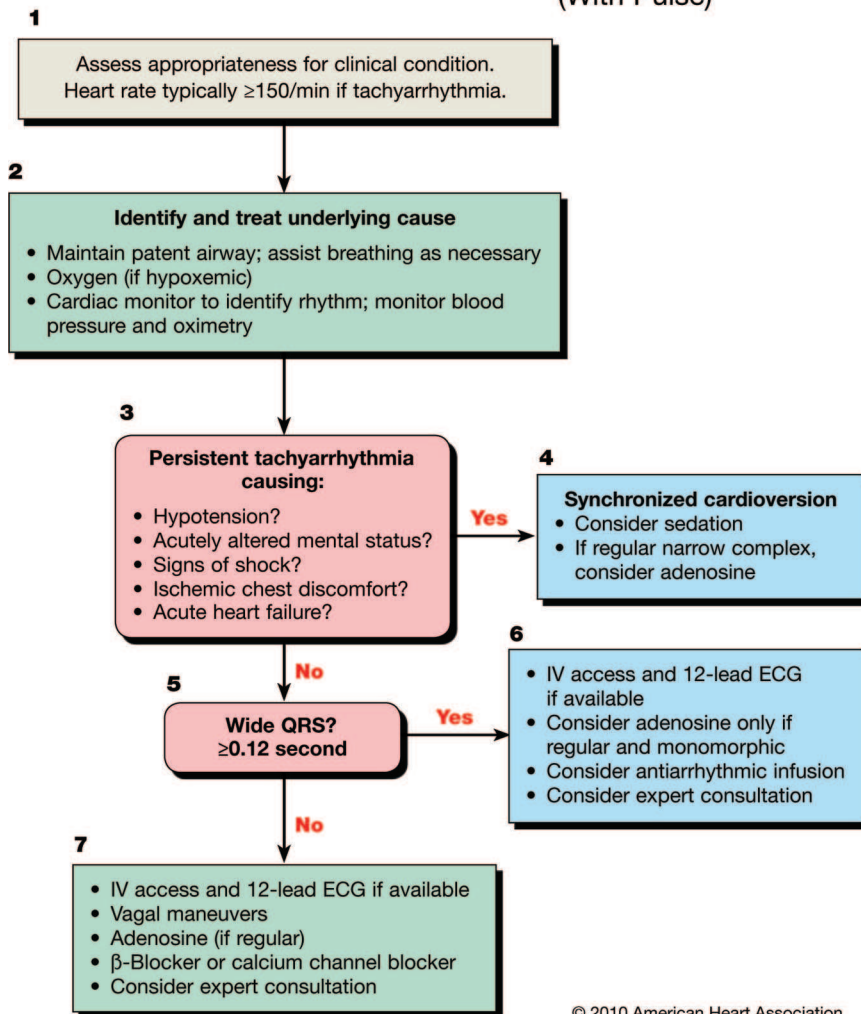 (With Pulse)
1
Assess appropriateness for clinical condition.
Heart rate typically ≥150/min if tachyarrhythmia.
2
Identify and treat underlying cause
• Maintain patent airway; assist breathing as necessary
• Oxygen (if hypoxemic)
• Cardiac monitor to identify rhythm; monitor blood
pressure and oximetry
3
Persistent tachyarrhythmia
causing:
• Hypotension?
• Acutely altered mental status?
• Signs of shock?
• Ischemic chest discomfort?
• Acute heart failure?
Yes
4
Synchronized cardioversion
• Consider sedation
• If regular narrow complex,
consider adenosine
No
5
Wide QRS?
≥0.12 second
Yes
6
• IV access and 12-lead ECG
if available
• Consider adenosine only if
regular and monomorphic
• Consider antiarrhythmic infusion
• Consider expert consultation
No
7
• IV access and 12-lead ECG if available
• Vagal maneuvers
• Adenosine (if regular)
• β-Blocker or calcium channel blocker
• Consider expert consultation
© 2010 American Heart Association